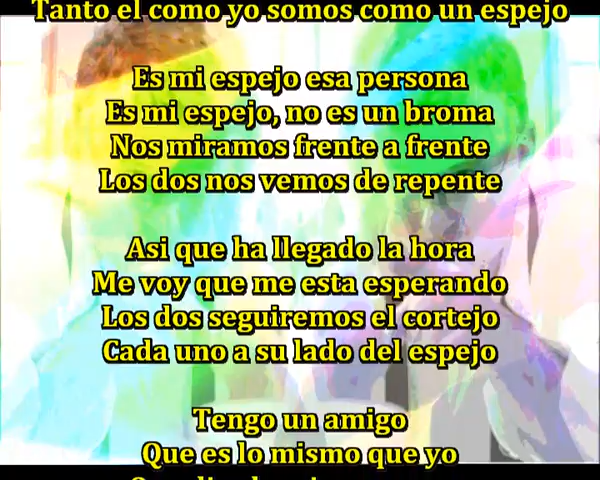 Tanto el como yo somos como un espejo
Es mi espejo esa persona
Es mi espejo, no es un broma
Nos miramos frente a frente
Los dos nos vemos de repente
Asi que ha llegado la hora
Me voy que me esta esperando
Los dos seguiremos el cortejo
Cada uno a su lado del espejo
Tengo un amigo
Que es lo mismo que yo